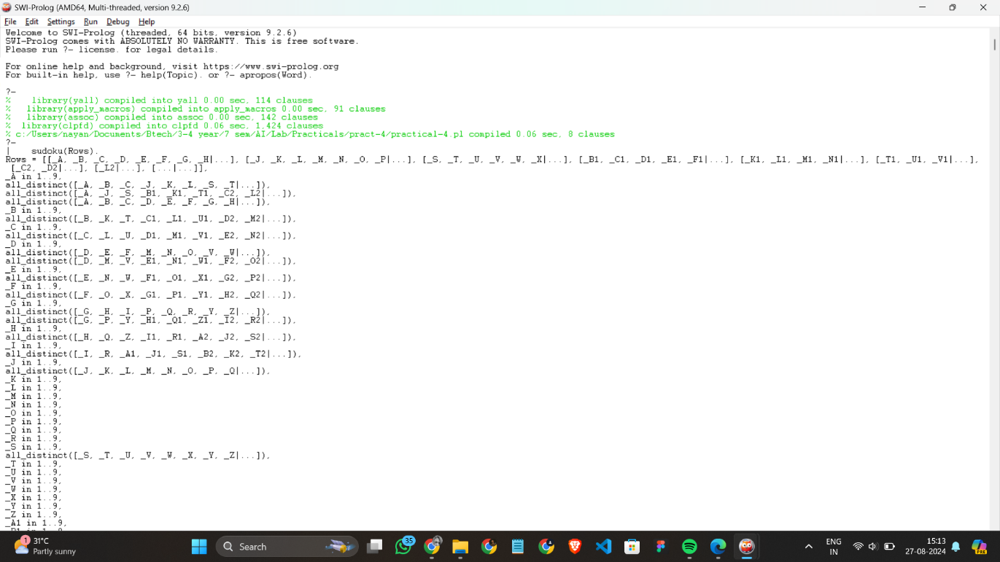 SWI-Prolog (AMD64, Multi-threaded, version 9.2.6)
File Edit Settings Run Debug Help
Welcome to SWI-Prolog (threaded, 64 bits, version 9.2.6)
SWI-Prolog comes with ABSOLUTELY NO WARRANTY. This is free software.
Please run ?- license. for legal details.
For online help and background, visit https://www.swi-prolog.org
For built-in help, use ?- help(Topic). or ?- apropos(Word).
?-
% library(yall) compiled into yall 0.00 sec, 114 clauses
% library(apply_macros) compiled into apply_macros 0.00 sec, 91 clauses
% library(assoc) compiled into assoc 0.00 sec, 142 clauses
% library(clpfd) compiled into clpfd 0.06 sec, 1,424 clauses
% c:/Users/nayan/Documents/Btech/3-4 year/7 sem/AI/Lab/Practicals/pract-4/practical-4.pl compiled 0.06 sec, 8 clauses
?-
| sudoku(Rows).
Rows = [[_A, _B, _C, _D, _E, _F, _G, _H|...], [_J, _K, _L, _M, _N, _O, _P|...], [_S, _T, _U, _V, _W, _X|...], [_B1, _C1, _D1, _E1, _F1|...], [_K1, _L1, _M1, _N1|...], [_T1, _U1, _V1|...],
[_C2, _D2|...], [_L2|...], [...|...]],
_A in 1..9,
all_distinct([_A, _B, _C, _J, _K, _L, _S, _T|...]),
all_distinct([_A, _J, _S, _B1, _K1, _T1, _C2, _L2|...]),
all_distinct([_A, _B, _C, _D, _E, _F, _G, _H|...]),
_B in 1..9,
all_distinct([_B, _K, _T, _C1, _L1, _U1, _D2, _M2|...]),
_C in 1..9,
all_distinct([_C, _L, _U, _D1, _M1, _V1, _E2, _N2|...]),
_D in 1..9,
all_distinct([_D, _E, _F, _M, _N, _O, _V, _W|...]),
all_distinct([_D, _M, _V, _E1, _N1, _W1, _F2, _O2|...]),
_E in 1..9,
all_distinct([_E, _N, _W, _F1, _O1, _X1, _G2, _P2|...]),
_F in 1..9,
all_distinct([_F, _O, _X, _G1, _P1, _Y1, _H2, _Q2|...]),
_G in 1..9,
all_distinct([_G, _H, _I, _P, _Q, _R, _Y, _Z|...]),
all_distinct([_G, _P, _Y, _H1, _Q1, _Z1, _I2, _R2|...]),
_H in 1..9,
all_distinct([_H, _Q, _Z, _I1, _R1, _A2, _J2, _S2|...]),
_I in 1..9,
all_distinct([_I, _R, _A1, _J1, _S1, _B2, _K2, _T2|...]),
_J in 1..9,
all_distinct([_J, _K, _L, _M, _N, _O, _P, _Q|...]),
_K in 1..9,
_L in 1..9,
_M in 1..9,
_N in 1..9,
_O in 1..9,
_P in 1..9,
_Q in 1..9,
_R in 1..9,
_S in 1..9,
all_distinct([_S, _T, _U, _V, _W, _X, _Y, _Z|...]),
_T in 1..9,
_U in 1..9,
_V in 1..9,
_W in 1..9,
_X in 1..9,
_Y in 1..9,
_Z in 1..9,
_A1 in 1..9,
1
31°C
Partly sunny
Search
35
PRE
ENG
IN
15:13
27-08-2024